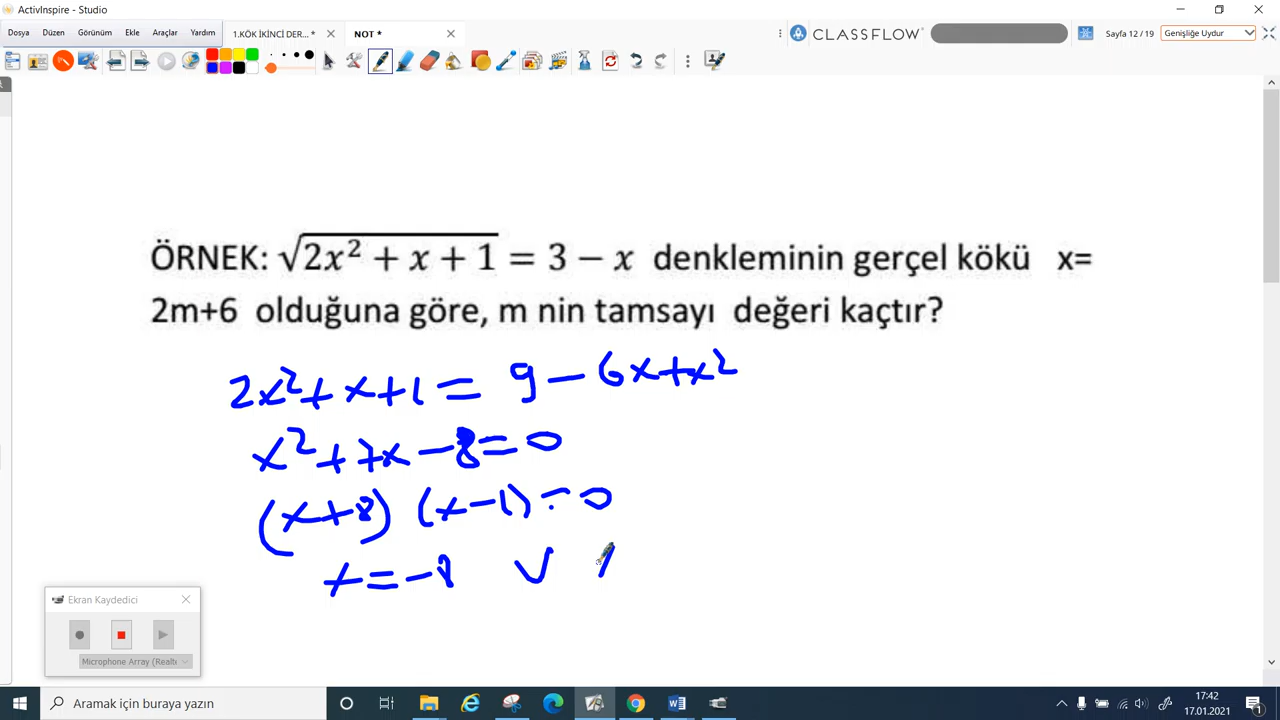 ActivInspire - Studio
Dosya Düzen Görünüm Ekle Araçlar Yardım
1.KÖK İKİNCİ DER... *
NOT *
CLASSFLOW
Sayfa 12 / 19
Genişliğe Uydur
ÖRNEK: √(2x² + x + 1) = 3 − x denkleminin gerçel kökü x=
2m+6 olduğuna göre, m nin tamsayı değeri kaçtır?
2x²+x+1 = 9 − 6x+x²
x²+7x−8=0
(x+8) (x−1)=0
x=−8 ∨
Ekran Kaydedici
Microphone Array (Realte
Aramak için buraya yazın
17:42
17.01.2021
1